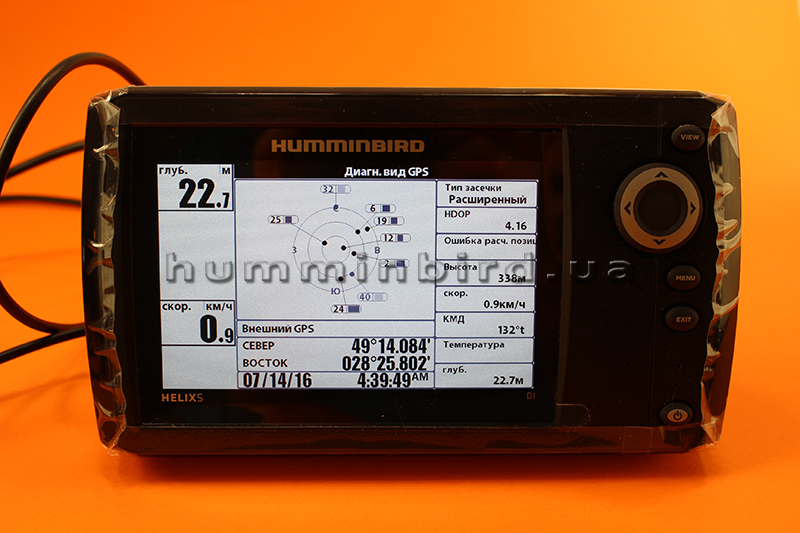 HUMMINBIRD
Диагн. вид GPS
глуб. м
22.7
скор. км/ч
0.9
32
С
25
6
19
12
З
В
2
Ю
40
24
Внешний GPS
СЕВЕР 49°14.084'
ВОСТОК 028°25.802'
07/14/16 4:39:49AM
Тип засечки
Расширенный
HDOP
4.16
Ошибка расч. позиц
Высота
338м
скор.
0.9км/ч
КМД
132°t
Температура
глуб.
22.7м
HELIX5
DI
VIEW
MENU
EXIT
humminbird.ua